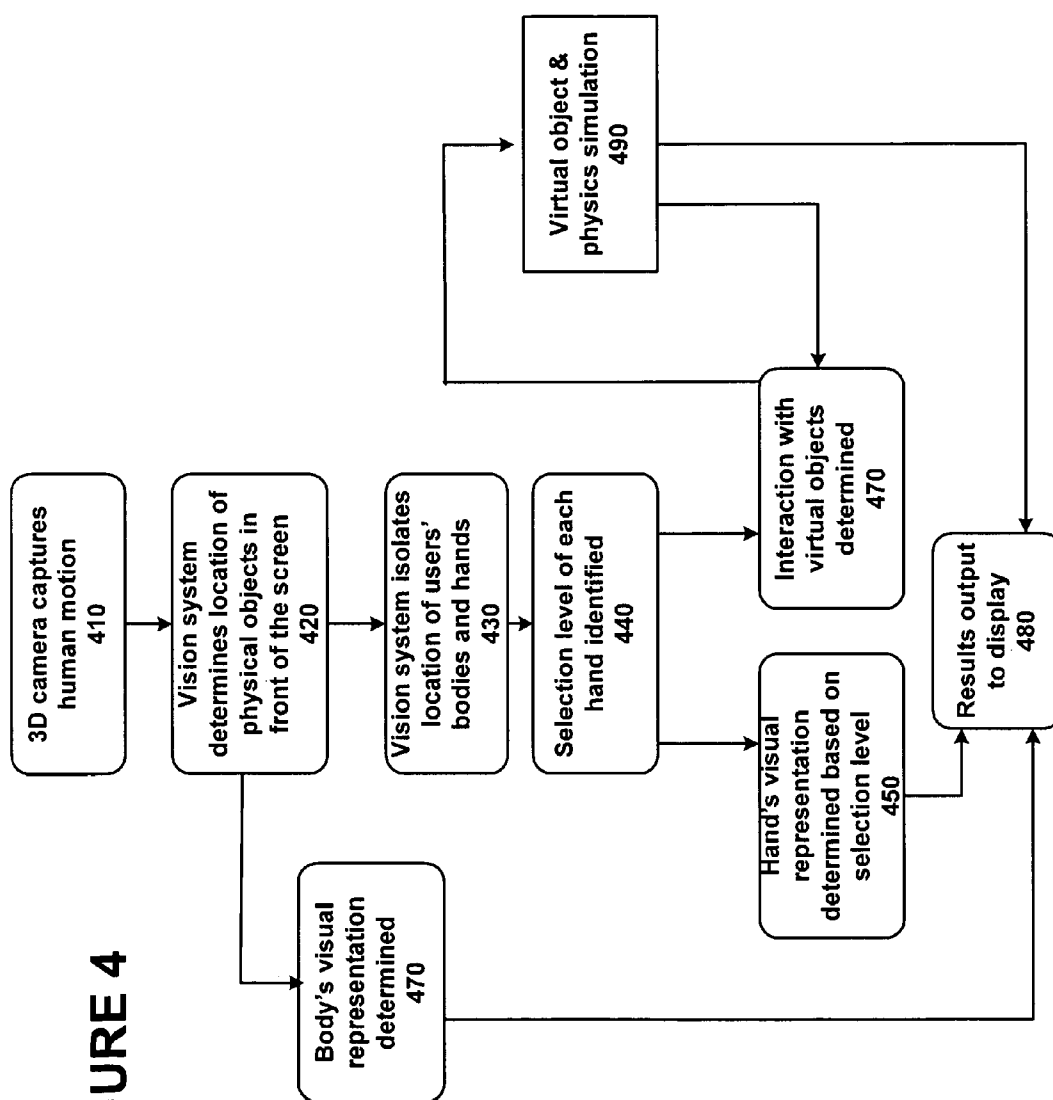 URE 4
3D camera captures
human motion
410
Vision system
determines location of
physical objects in
front of the screen
420
Body's visual
representation
determined
470
Vision system isolates
location of users'
bodies and hands
430
Selection level of each
hand identified
440
Hand's visual
representation
determined based on
selection level
450
Interaction with
virtual objects
determined
470
Virtual object &
physics simulation
490
Results output
to display
480